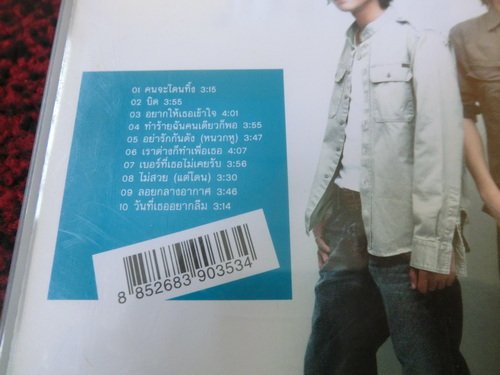 01 คนจะโดนทิ้ง 3:15
02 บิด 3:55
03 อยากให้เธอเข้าใจ 4:01
04 ทำร้ายฉันคนเดียวก็พอ 3:55
05 อย่ารักกันดัง (หนวกหู) 3:47
06 เราต่างก็ทำเพื่อเธอ 4:07
07 เบอร์ที่เธอไม่เคยรับ 3:56
08 ไม่สวย (แต่โดน) 3:30
09 ลอยกลางอากาศ 3:46
10 วันที่เธออยากลืม 3:14
8 852683 903534